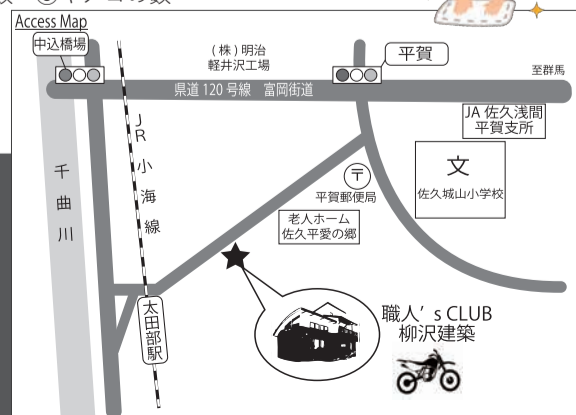 Access Map
中込橋場
(株)明治
軽井沢工場
平賀
至群馬
県道120号線 富岡街道
JA佐久浅間
平賀支所
JR小海線
千曲川
〒
平賀郵便局
文
佐久城山小学校
老人ホーム
佐久平愛の郷
太田部駅
職人's CLUB
柳沢建築